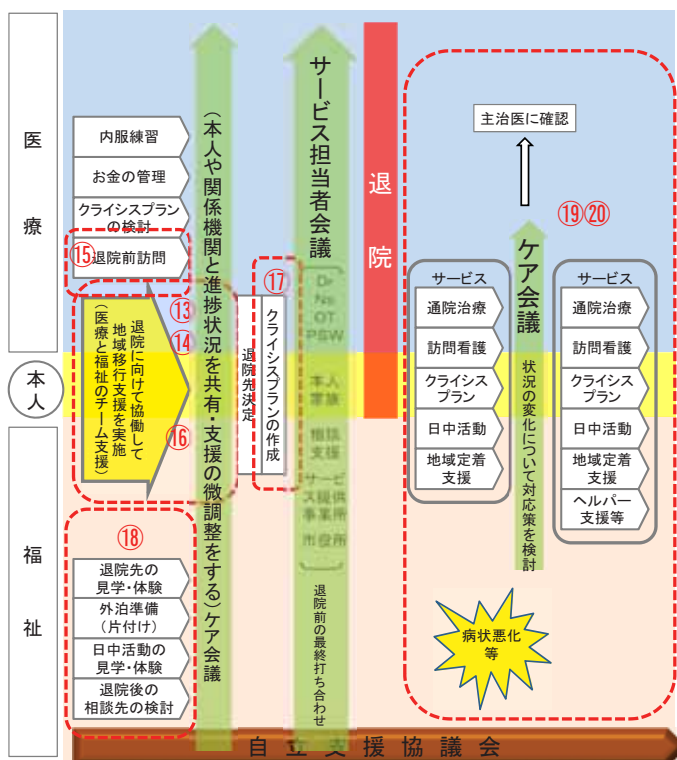 医療
本人
福祉
内服練習
お金の管理
クライシスプラン
の検討
⑮
退院前訪問
⑬
⑭
⑯
退院に向けて協働して
地域移行支援を実施
(医療と福祉のチーム支援)
⑱
退院先の
見学・体験
外泊準備
(片付け)
日中活動の
見学・体験
退院後の
相談先の検討
(本人や関係機関と進捗状況を共有・支援の微調整をする)ケア会議
退院先決定
⑰
クライシスプランの作成
サービス担当者会議
Dr
Ns
OT
PSW
本人
家族
相談
支援
サービ
ス提供
事業所
市役所
退院前の最終打ち合わせ
退院
主治医に確認
⑲⑳
ケア会議
状況の変化について対応策を検討
サービス
通院治療
訪問看護
クライシス
プラン
日中活動
地域定着
支援
サービス
通院治療
訪問看護
クライシス
プラン
日中活動
地域定着
支援
ヘルパー
支援等
病状悪化
等
自立支援協議会